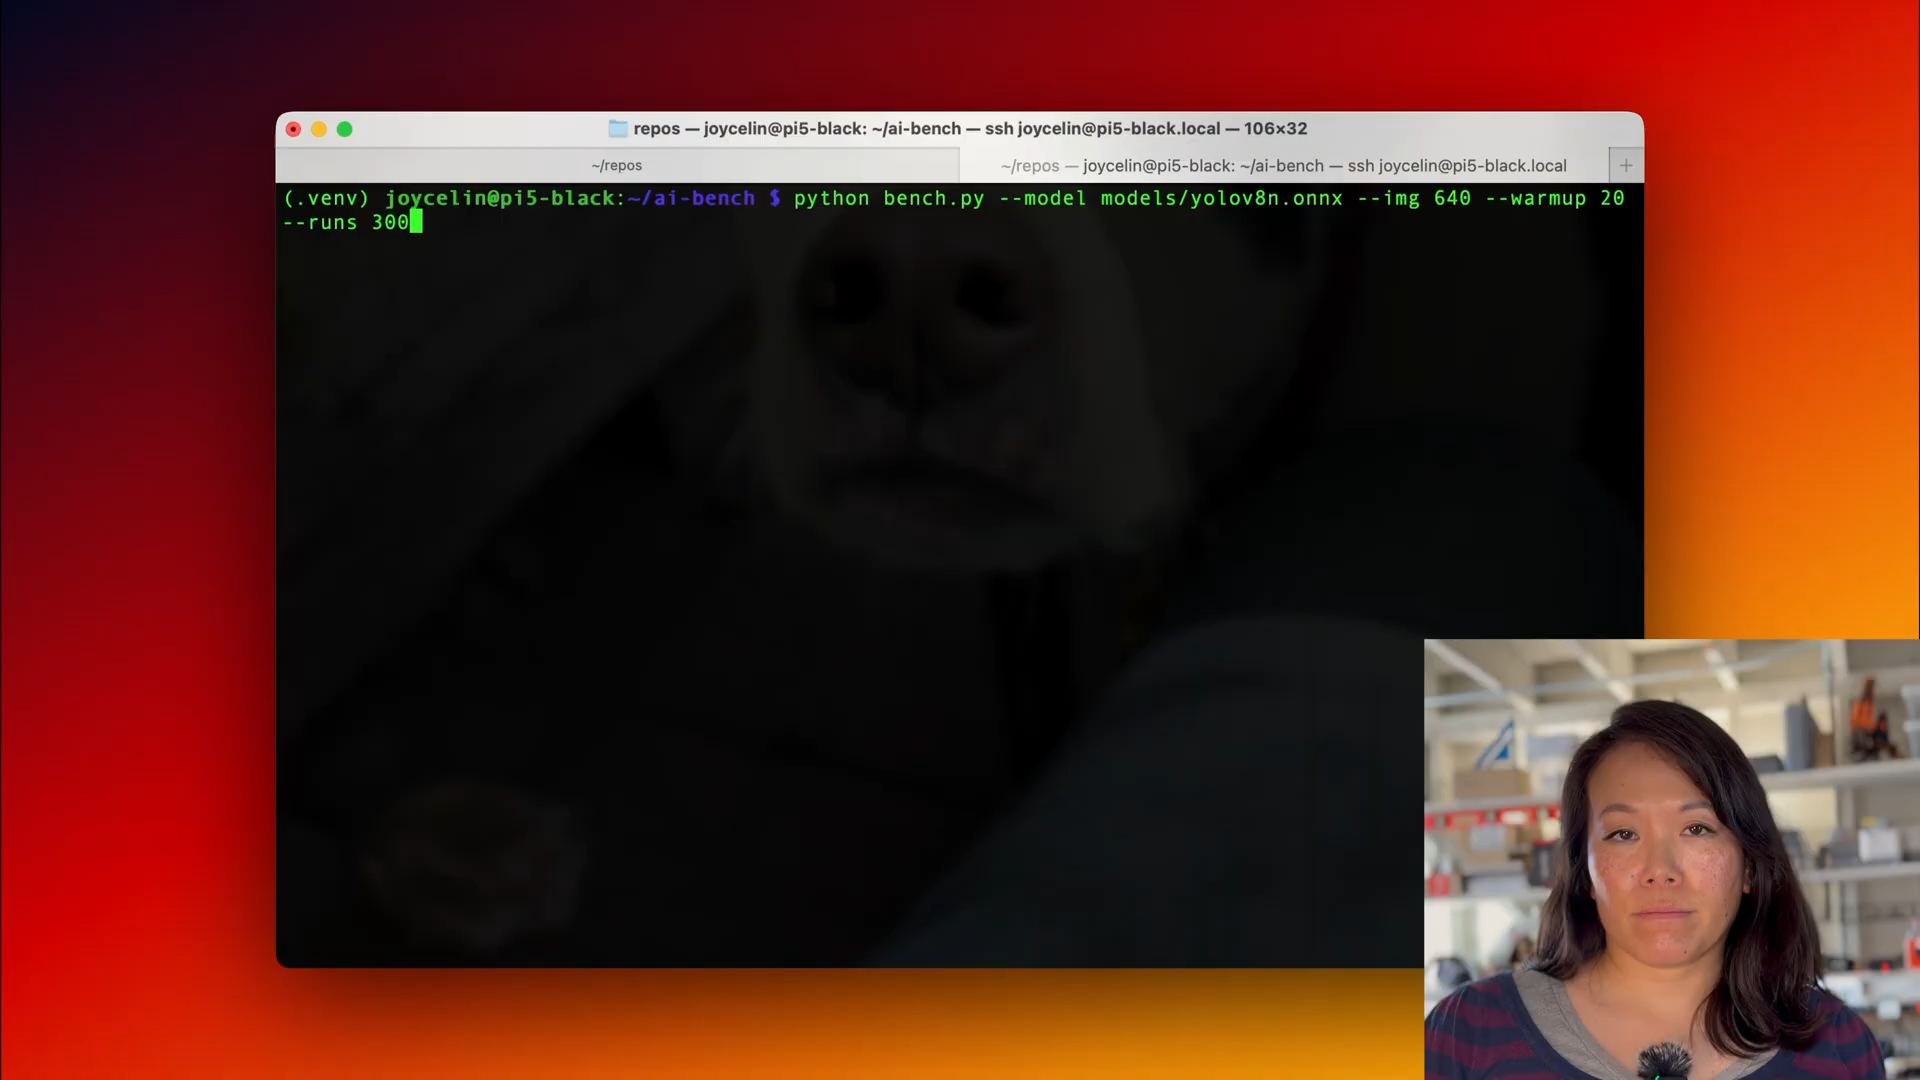 repos — joycelin@pi5-black: ~/ai-bench — ssh joycelin@pi5-black.local — 106×32
~/repos
~/repos — joycelin@pi5-black: ~/ai-bench — ssh joycelin@pi5-black.local
(.venv) joycelin@pi5-black:~/ai-bench $ python bench.py --model models/yolov8n.onnx --img 640 --warmup 20
--runs 300